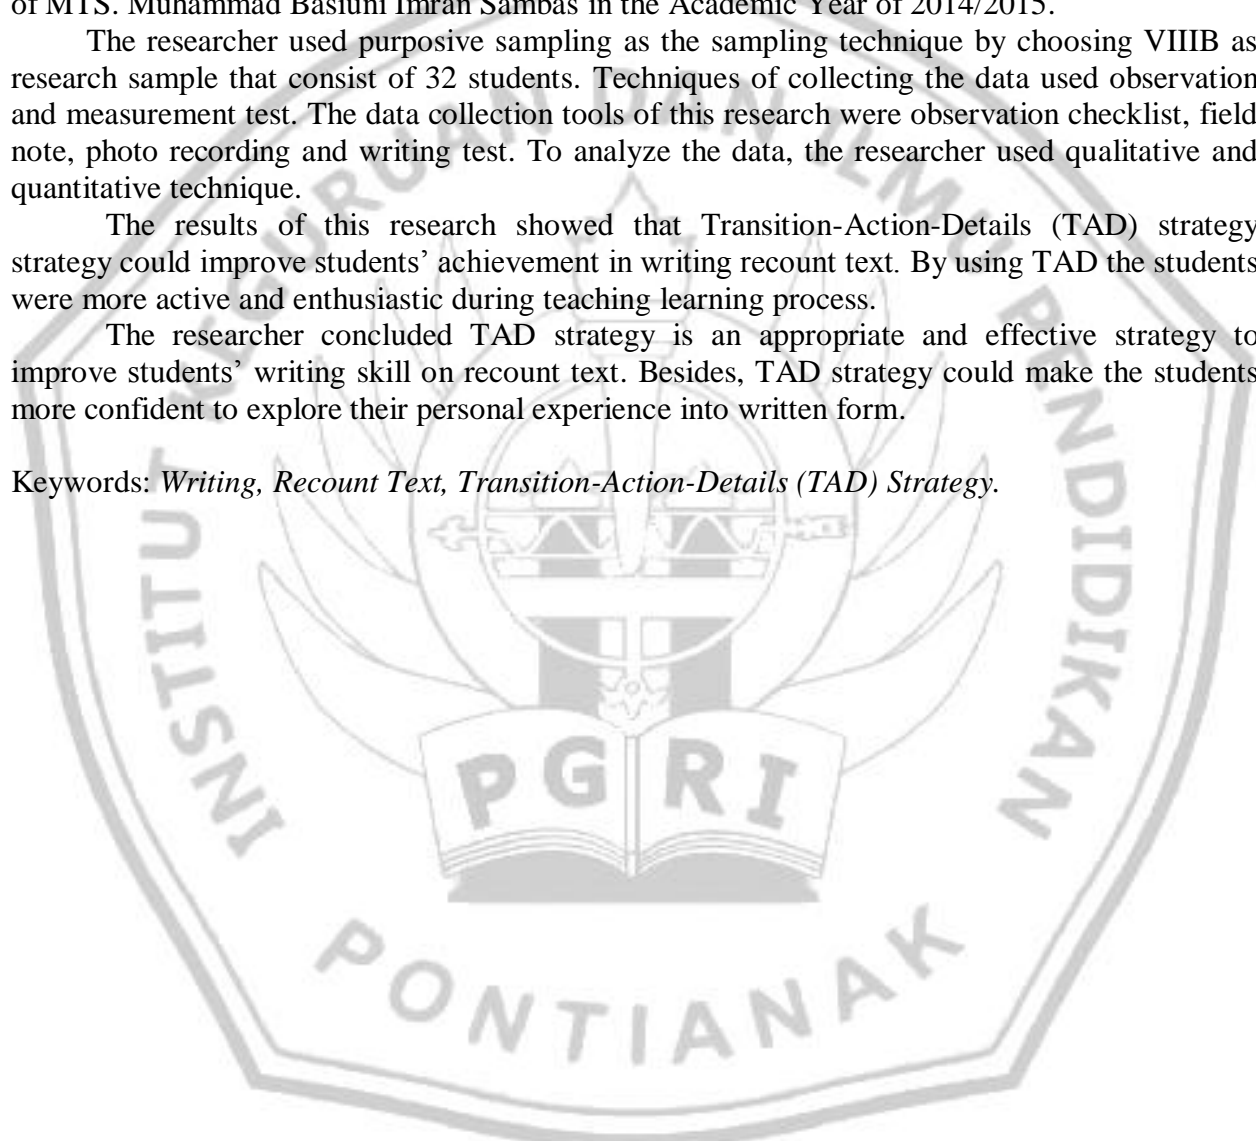 of MTS. Muhammad Basiuni Imran Sambas in the Academic Year of 2014/2015.
The researcher used purposive sampling as the sampling technique by choosing VIIIB as
research sample that consist of 32 students. Techniques of collecting the data used observation
and measurement test. The data collection tools of this research were observation checklist, field
note, photo recording and writing test. To analyze the data, the researcher used qualitative and
quantitative technique.
The results of this research showed that Transition-Action-Details (TAD) strategy
strategy could improve students’ achievement in writing recount text. By using TAD the students
were more active and enthusiastic during teaching learning process.
The researcher concluded TAD strategy is an appropriate and effective strategy to
improve students’ writing skill on recount text. Besides, TAD strategy could make the students
more confident to explore their personal experience into written form.
Keywords: Writing, Recount Text, Transition-Action-Details (TAD) Strategy.
INSTITUT KEGURUAN DAN ILMU PENDIDIKAN
PGRI
PONTIANAK